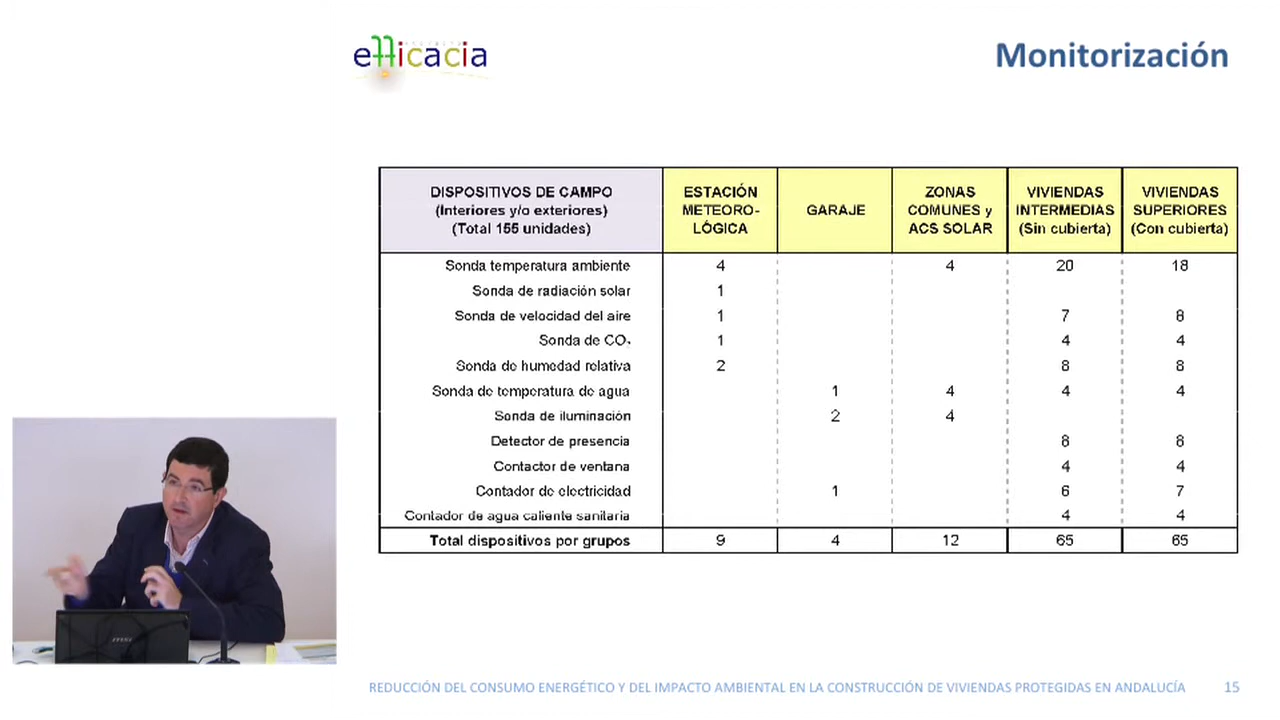 efficacia
Monitorización
DISPOSITIVOS DE CAMPO
(Interiores y/o exteriores)
(Total 155 unidades)
ESTACIÓN
METEORO-
LÓGICA
GARAJE
ZONAS
COMUNES y
ACS SOLAR
VIVIENDAS
INTERMEDIAS
(Sin cubierta)
VIVIENDAS
SUPERIORES
(Con cubierta)
Sonda temperatura ambiente 4 4 20 18
Sonda de radiación solar 1
Sonda de velocidad del aire 1 7 8
Sonda de CO₂ 1 4 4
Sonda de humedad relativa 2 8 8
Sonda de temperatura de agua 1 4 4 4
Sonda de iluminación 2 4
Detector de presencia 8 8
Contactor de ventana 4 4
Contador de electricidad 1 6 7
Contador de agua caliente sanitaria 4 4
Total dispositivos por grupos 9 4 12 65 65
msi
REDUCCIÓN DEL CONSUMO ENERGÉTICO Y DEL IMPACTO AMBIENTAL EN LA CONSTRUCCIÓN DE VIVIENDAS PROTEGIDAS EN ANDALUCÍA 15